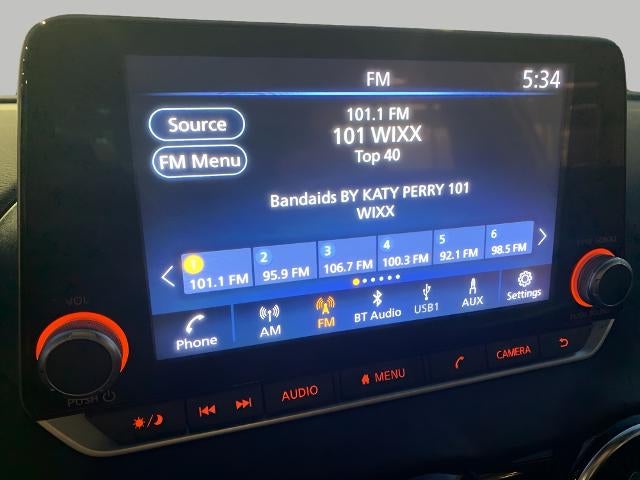 FM
5:34
Source
FM Menu
101.1 FM
101 WIXX
Top 40
Bandaids BY KATY PERRY 101
WIXX
1
101.1 FM
2
95.9 FM
3
106.7 FM
4
100.3 FM
5
92.1 FM
6
98.5 FM
Phone
AM
FM
BT Audio
USB1
AUX
Settings
VOL
PUSH
AUDIO
MENU
CAMERA